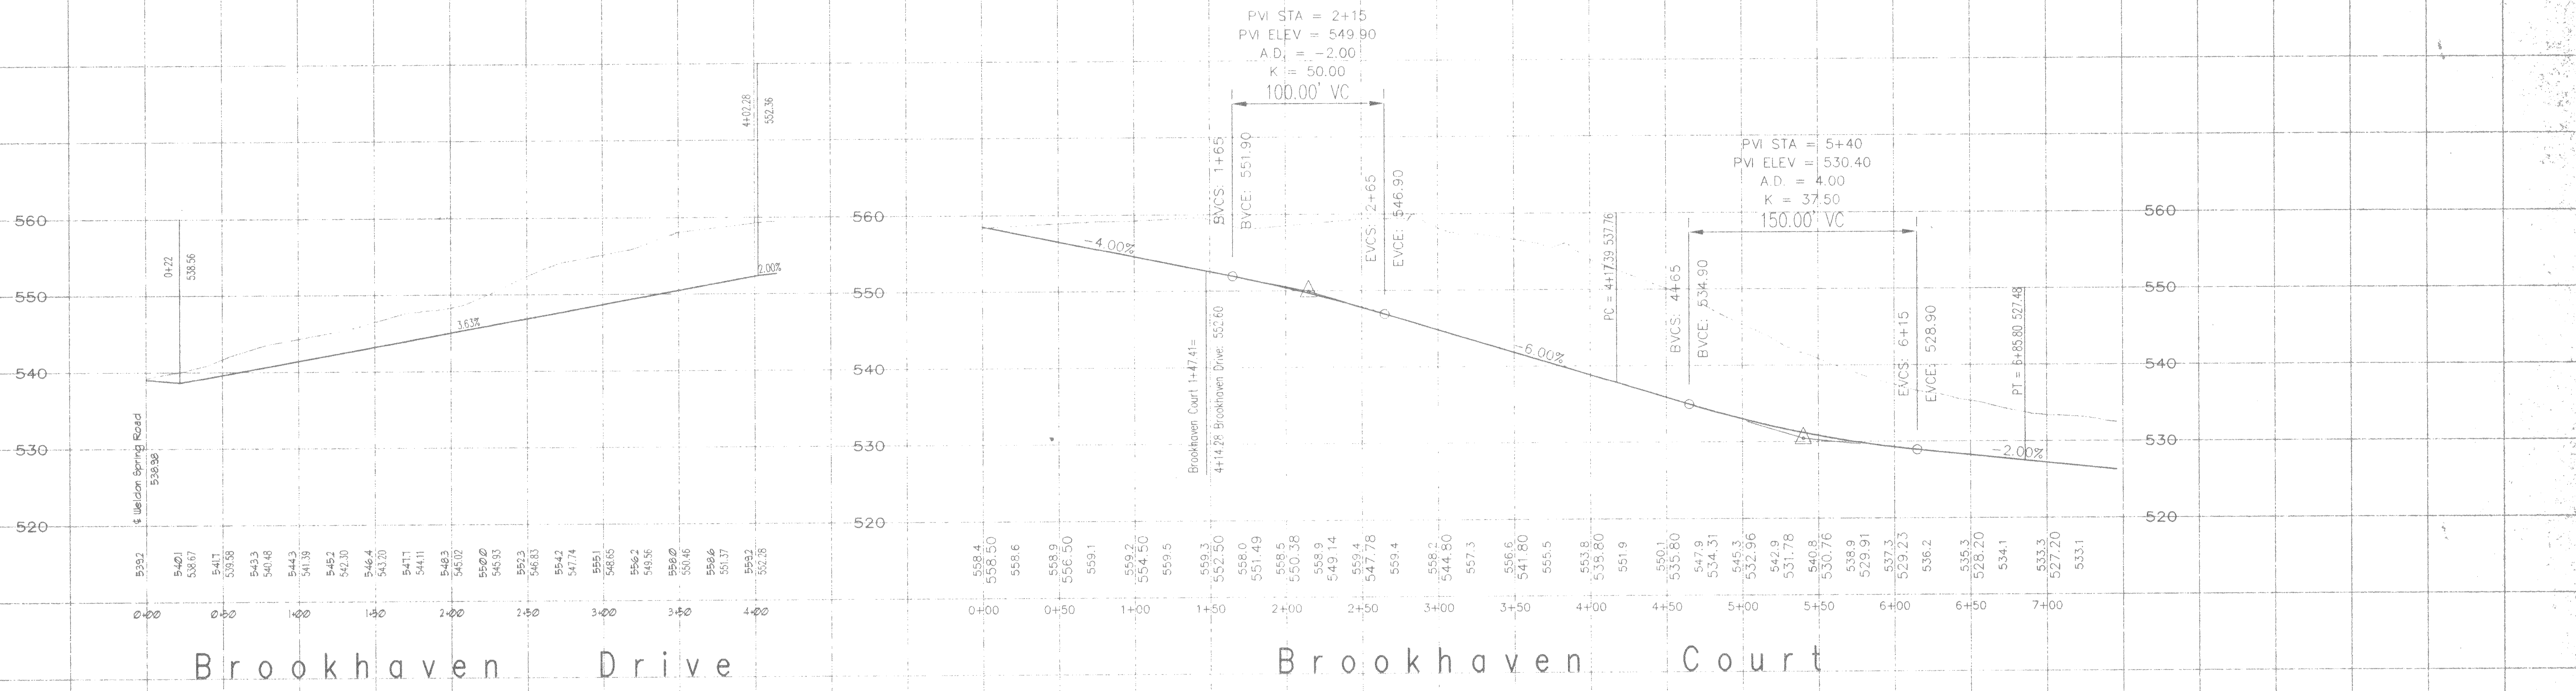 PVI STA = 2+15
PVI ELEV = 549.90
A.D. = -2.00
K = 50.00
100.00' VC
BVCS: 1+65
BVCE: 551.90
EVCS: 2+65
EVCE: 546.90
PVI STA = 5+40
PVI ELEV = 530.40
A.D. = 4.00
K = 37.50
150.00' VC
BVCS: 4+65
BVCE: 534.90
EVCS: 6+15
EVCE: 528.90
4+02.28
552.36
0+22
538.56
3.63%
2.00%
-4.00%
-6.00%
-2.00%
PC = 4+17.39 537.76
PT = 6+85.80 527.48
Brookhaven Court 1+47.41=
4+14.28 Brookhaven Drive: 552.60
℄ Weldon Spring Road
538.98
560 560 560
550 550 550
540 540 540
530 530 530
520 520 520
539.2
540.1 538.67
541.7 539.58
543.3 540.48
544.3 541.39
545.2 542.30
546.4 543.20
547.7 544.11
548.3 545.02
550.0 545.93
552.3 546.83
554.2 547.74
555.1 548.65
556.2 549.56
558.0 550.46
558.6 551.37
559.2 552.28
558.4 558.50
558.6
558.9 556.50
559.1
559.2 554.50
559.5
559.3 552.50
558.0 551.49
558.5 550.38
558.9 549.14
559.4 547.78
559.4
558.2 544.80
557.3
556.6 541.80
555.5
553.8 538.80
551.9
550.1 535.80
547.9 534.31
545.3 532.96
542.9 531.78
540.8 530.76
538.9 529.91
537.3 529.23
536.2
535.3 528.20
534.1
533.3 527.20
533.1
0+00 0+50 1+00 1+50 2+00 2+50 3+00 3+50 4+00
0+00 0+50 1+00 1+50 2+00 2+50 3+00 3+50 4+00 4+50 5+00 5+50 6+00 6+50 7+00
Brookhaven Drive
Brookhaven Court